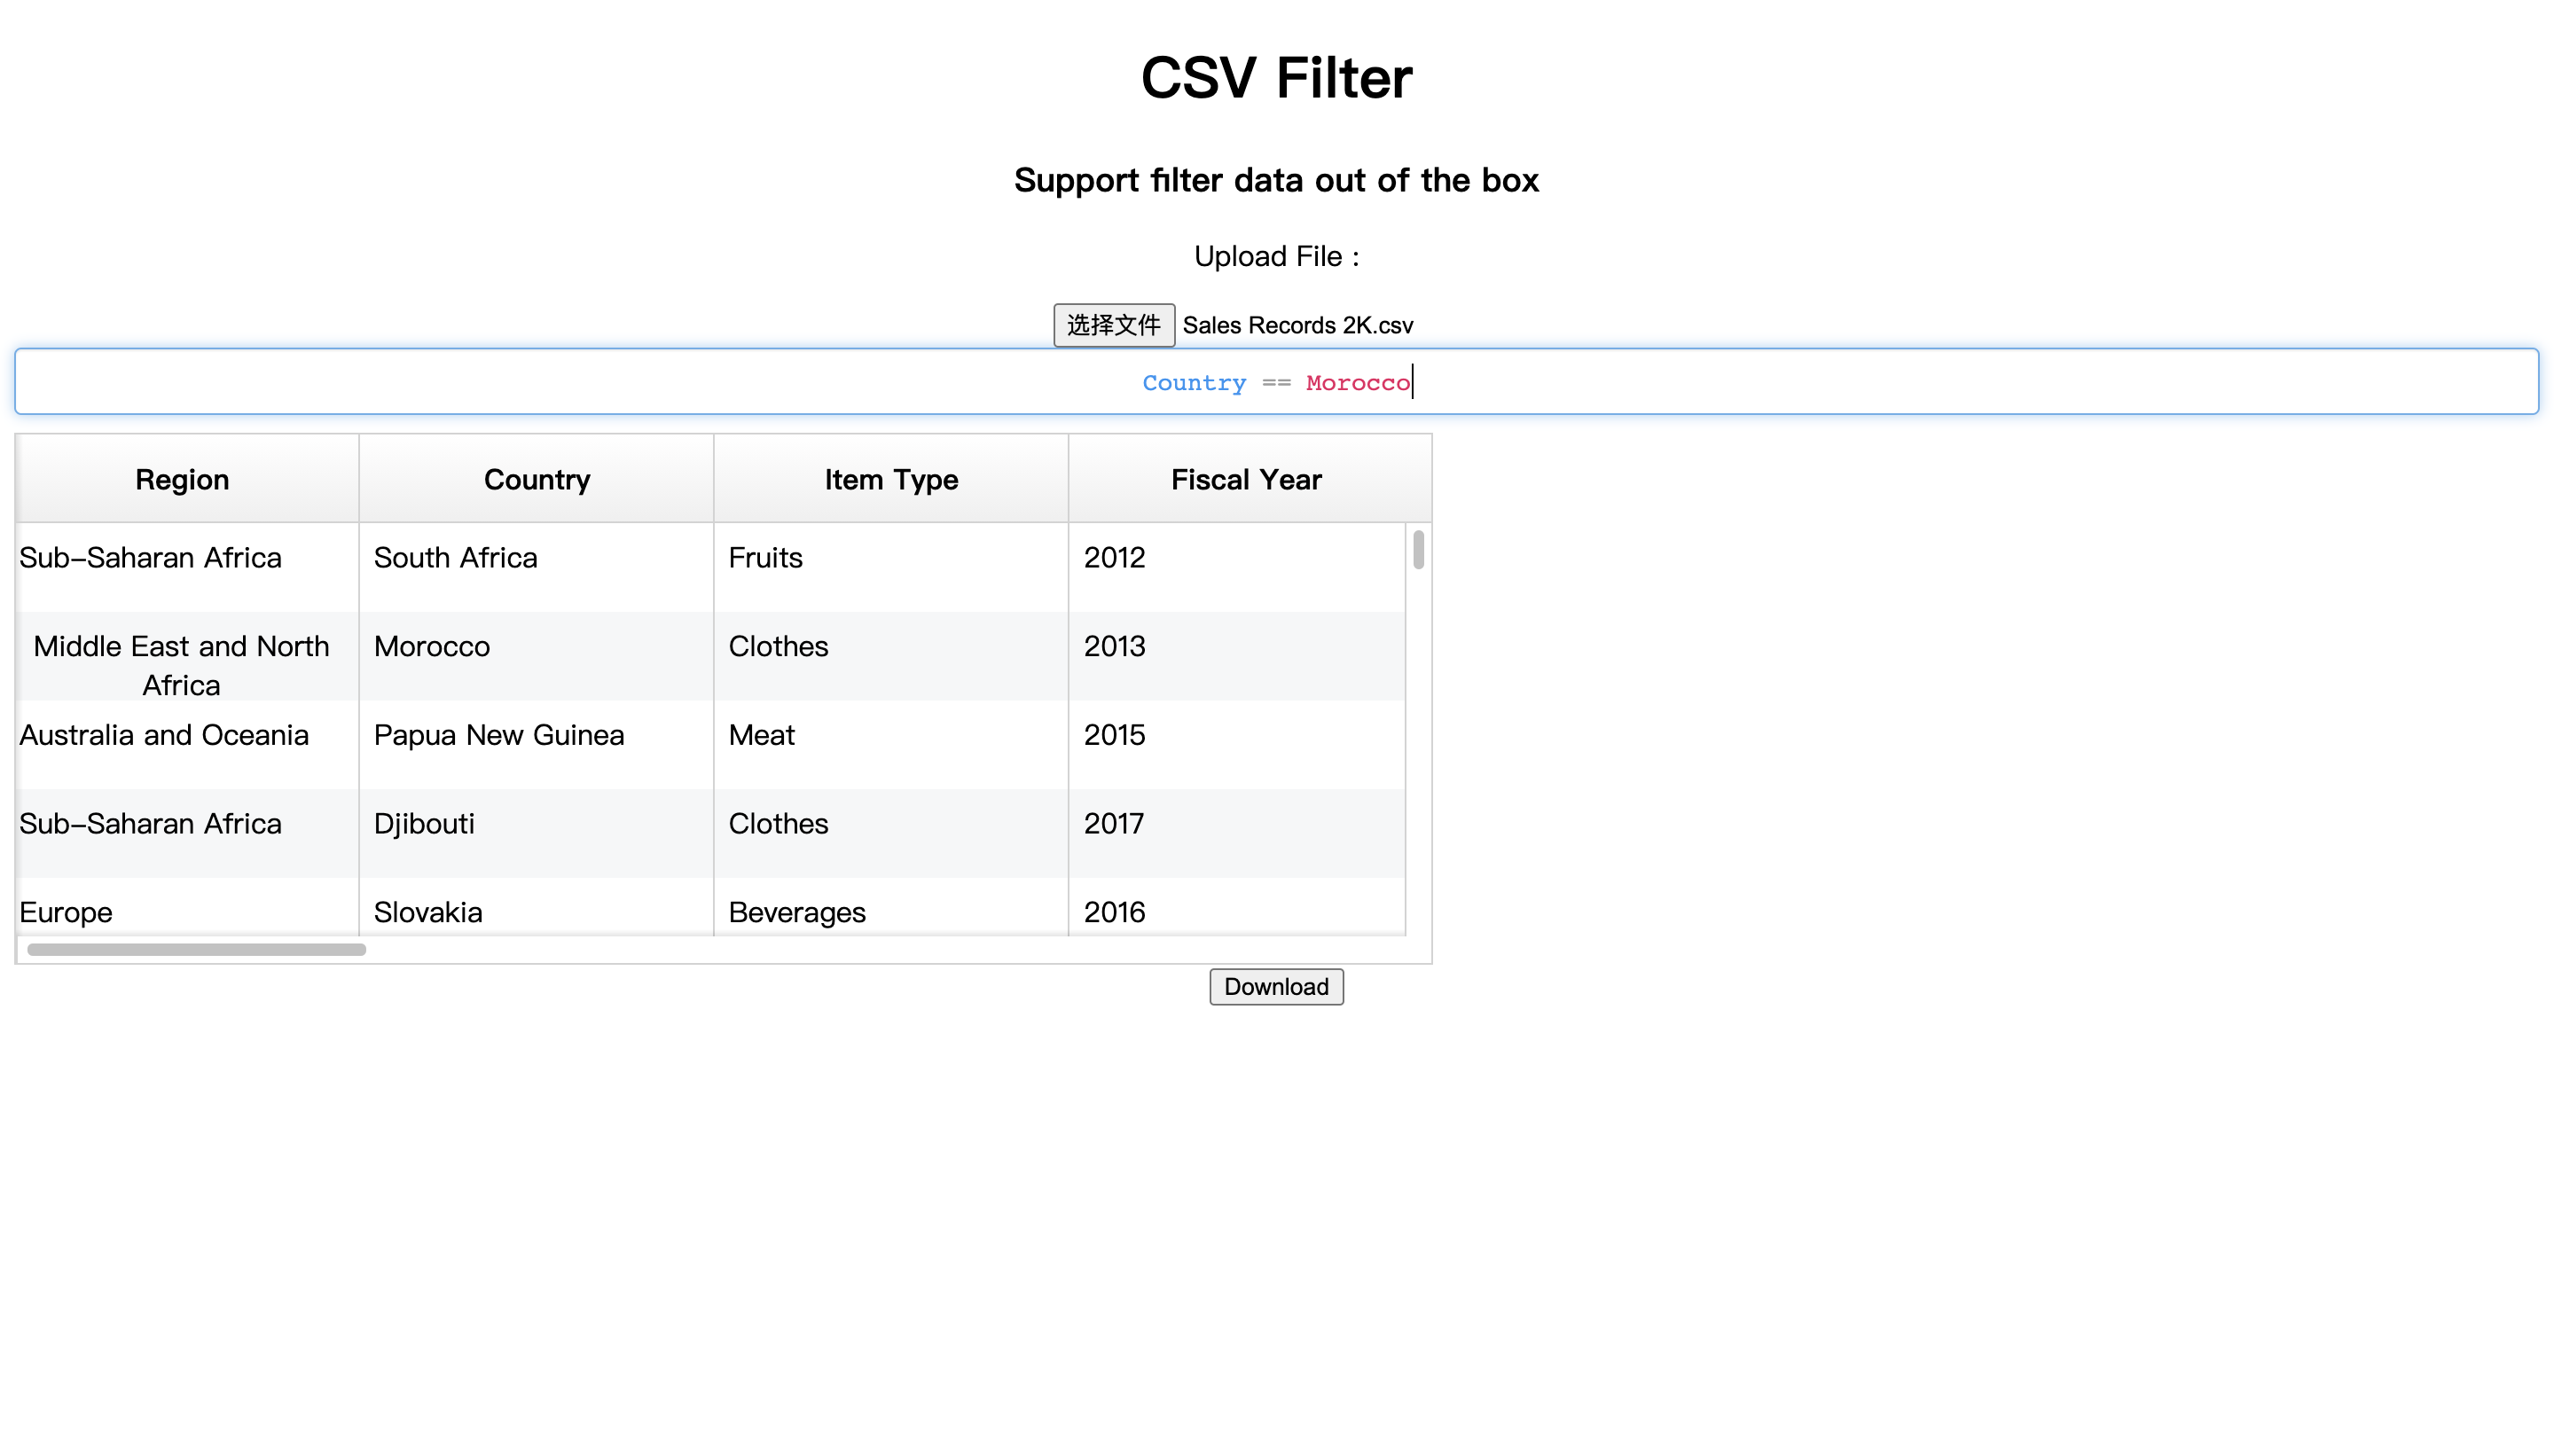 CSV Filter
Support filter data out of the box
Upload File :
选择文件 Sales Records 2K.csv
Country == Morocco
Region Country Item Type Fiscal Year
Sub-Saharan Africa South Africa Fruits 2012
Middle East and North Africa Morocco Clothes 2013
Australia and Oceania Papua New Guinea Meat 2015
Sub-Saharan Africa Djibouti Clothes 2017
Europe Slovakia Beverages 2016
Download